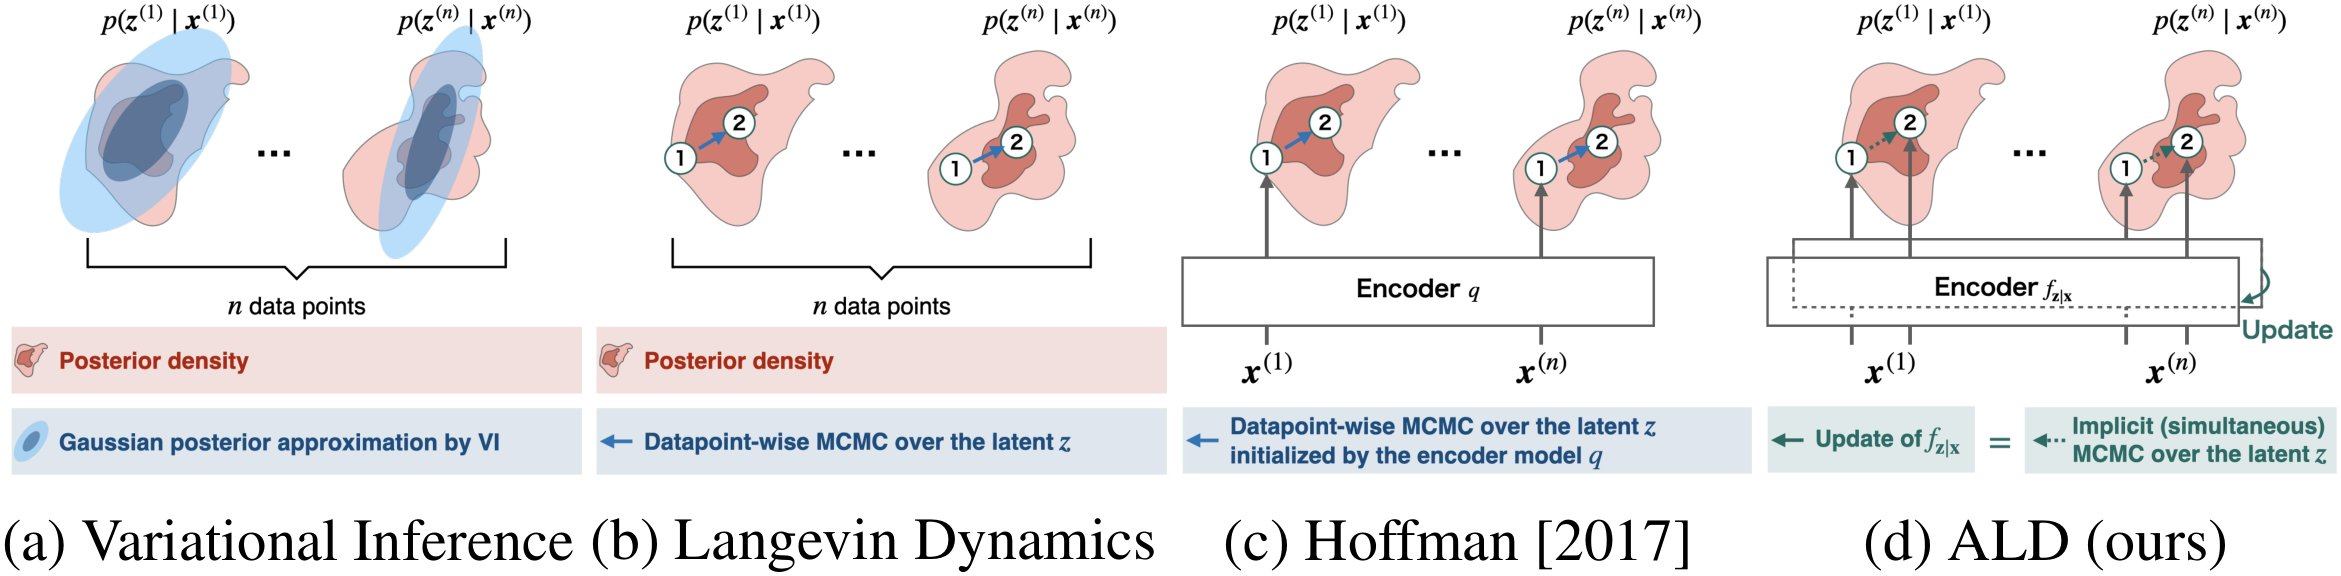 p(z^(1) | x^(1))
p(z^(n) | x^(n))
...
n data points
Posterior density
Gaussian posterior approximation by VI
(a) Variational Inference
p(z^(1) | x^(1))
p(z^(n) | x^(n))
1
2
...
1
2
n data points
Posterior density
Datapoint-wise MCMC over the latent z
(b) Langevin Dynamics
p(z^(1) | x^(1))
p(z^(n) | x^(n))
1
2
...
1
2
Encoder q
x^(1)
x^(n)
Datapoint-wise MCMC over the latent z
initialized by the encoder model q
(c) Hoffman [2017]
p(z^(1) | x^(1))
p(z^(n) | x^(n))
1
2
...
1
2
Encoder f_z|x
Update
x^(1)
x^(n)
Update of f_z|x
=
Implicit (simultaneous)
MCMC over the latent z
(d) ALD (ours)